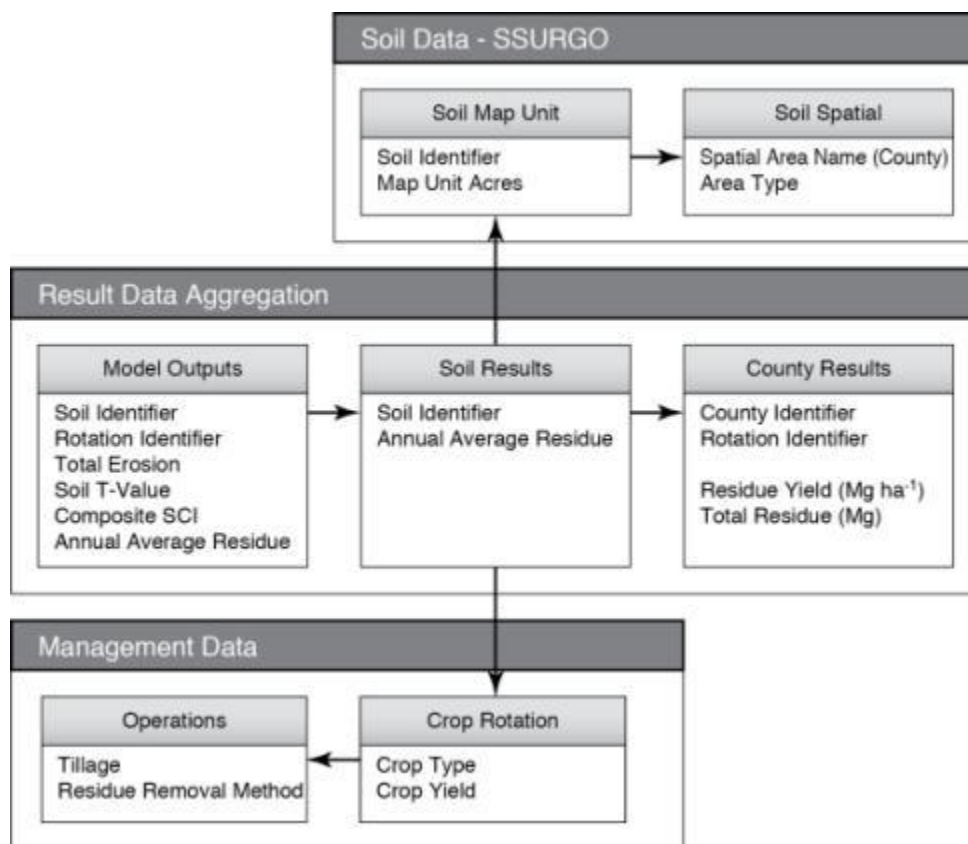 Soil Data - SSURGO
Soil Map Unit
Soil Identifier
Map Unit Acres
Soil Spatial
Spatial Area Name (County)
Area Type
Result Data Aggregation
Model Outputs
Soil Identifier
Rotation Identifier
Total Erosion
Soil T-Value
Composite SCI
Annual Average Residue
Soil Results
Soil Identifier
Annual Average Residue
County Results
County Identifier
Rotation Identifier
Residue Yield (Mg ha⁻¹)
Total Residue (Mg)
Management Data
Operations
Tillage
Residue Removal Method
Crop Rotation
Crop Type
Crop Yield